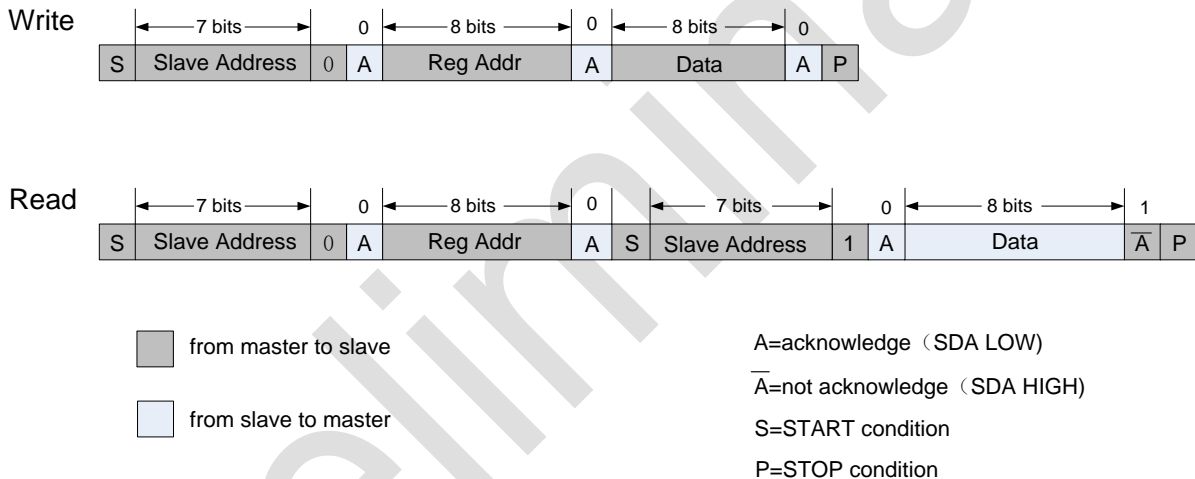 Write
7 bits 0 8 bits 0 8 bits 0
S Slave Address 0 A Reg Addr A Data A P
Read
7 bits 0 8 bits 0 7 bits 0 8 bits 1
S Slave Address 0 A Reg Addr A S Slave Address 1 A Data A̅ P
from master to slave
from slave to master
A=acknowledge（SDA LOW)
A̅=not acknowledge（SDA HIGH)
S=START condition
P=STOP condition
elimina